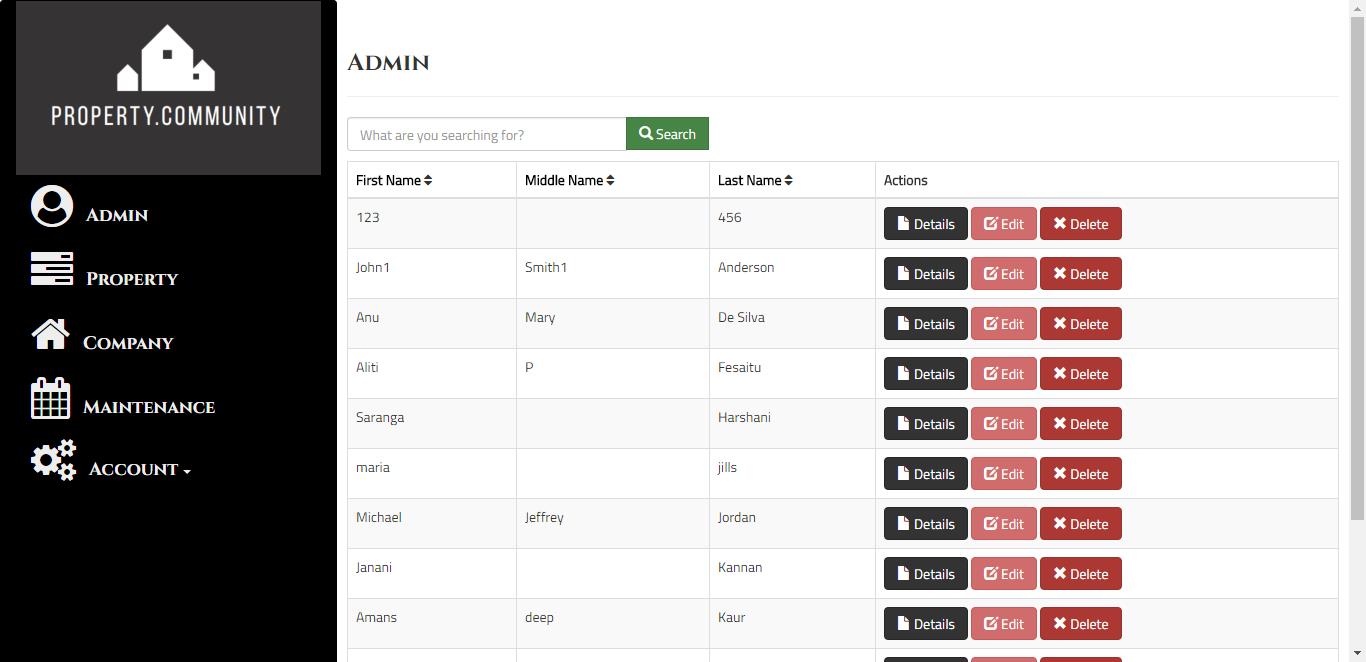 PROPERTY.COMMUNITY
Admin
Property
Company
Maintenance
Account
Admin
What are you searching for? Search
First Name Middle Name Last Name Actions
123 456 Details Edit Delete
John1 Smith1 Anderson Details Edit Delete
Anu Mary De Silva Details Edit Delete
Aliti P Fesaitu Details Edit Delete
Saranga Harshani Details Edit Delete
maria jills Details Edit Delete
Michael Jeffrey Jordan Details Edit Delete
Janani Kannan Details Edit Delete
Amans deep Kaur Details Edit Delete